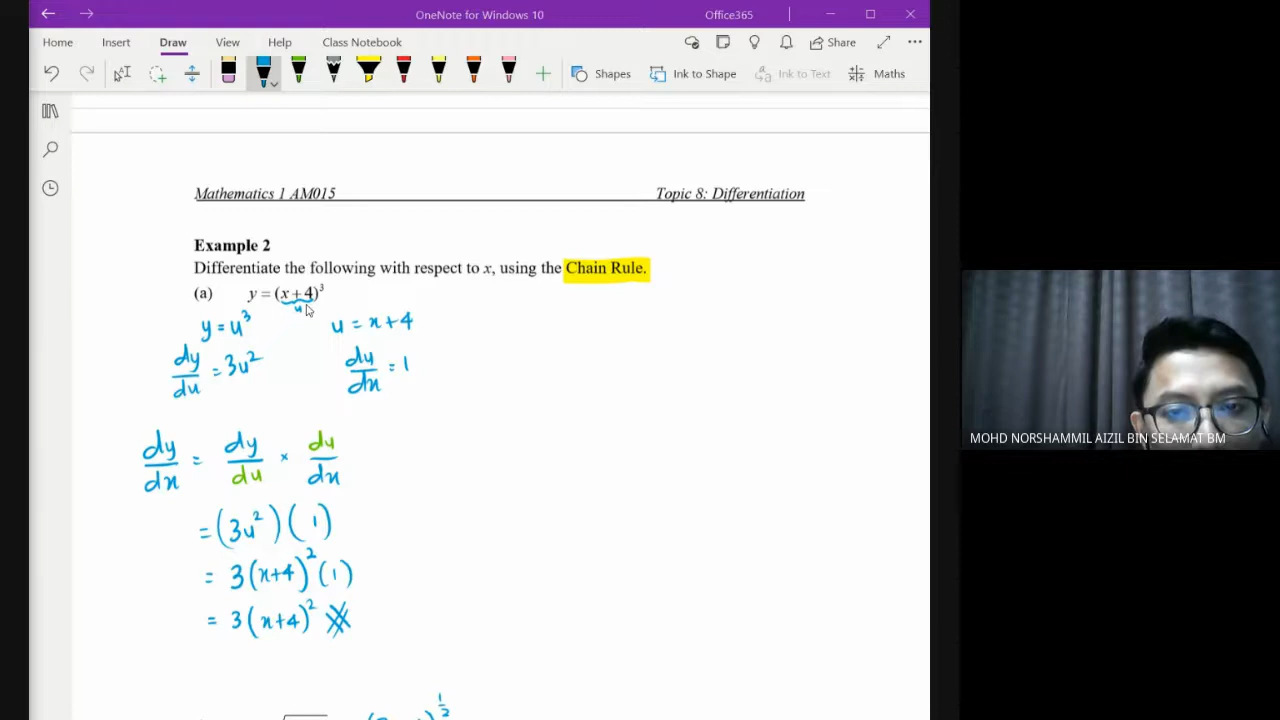 OneNote for Windows 10
Office365
Home Insert Draw View Help Class Notebook
Share
Shapes
Ink to Shape
Ink to Text
Maths
Mathematics 1 AM015
Topic 8: Differentiation
Example 2
Differentiate the following with respect to x, using the Chain Rule.
(a) y = (x + 4)³
u
y = u³ u = x + 4
dy/du = 3u² du/dx = 1
dy/dx = dy/du × du/dx
= (3u²)(1)
= 3(x+4)²(1)
= 3(x+4)²
MOHD NORSHAMMIL AIZIL BIN SELAMAT BM